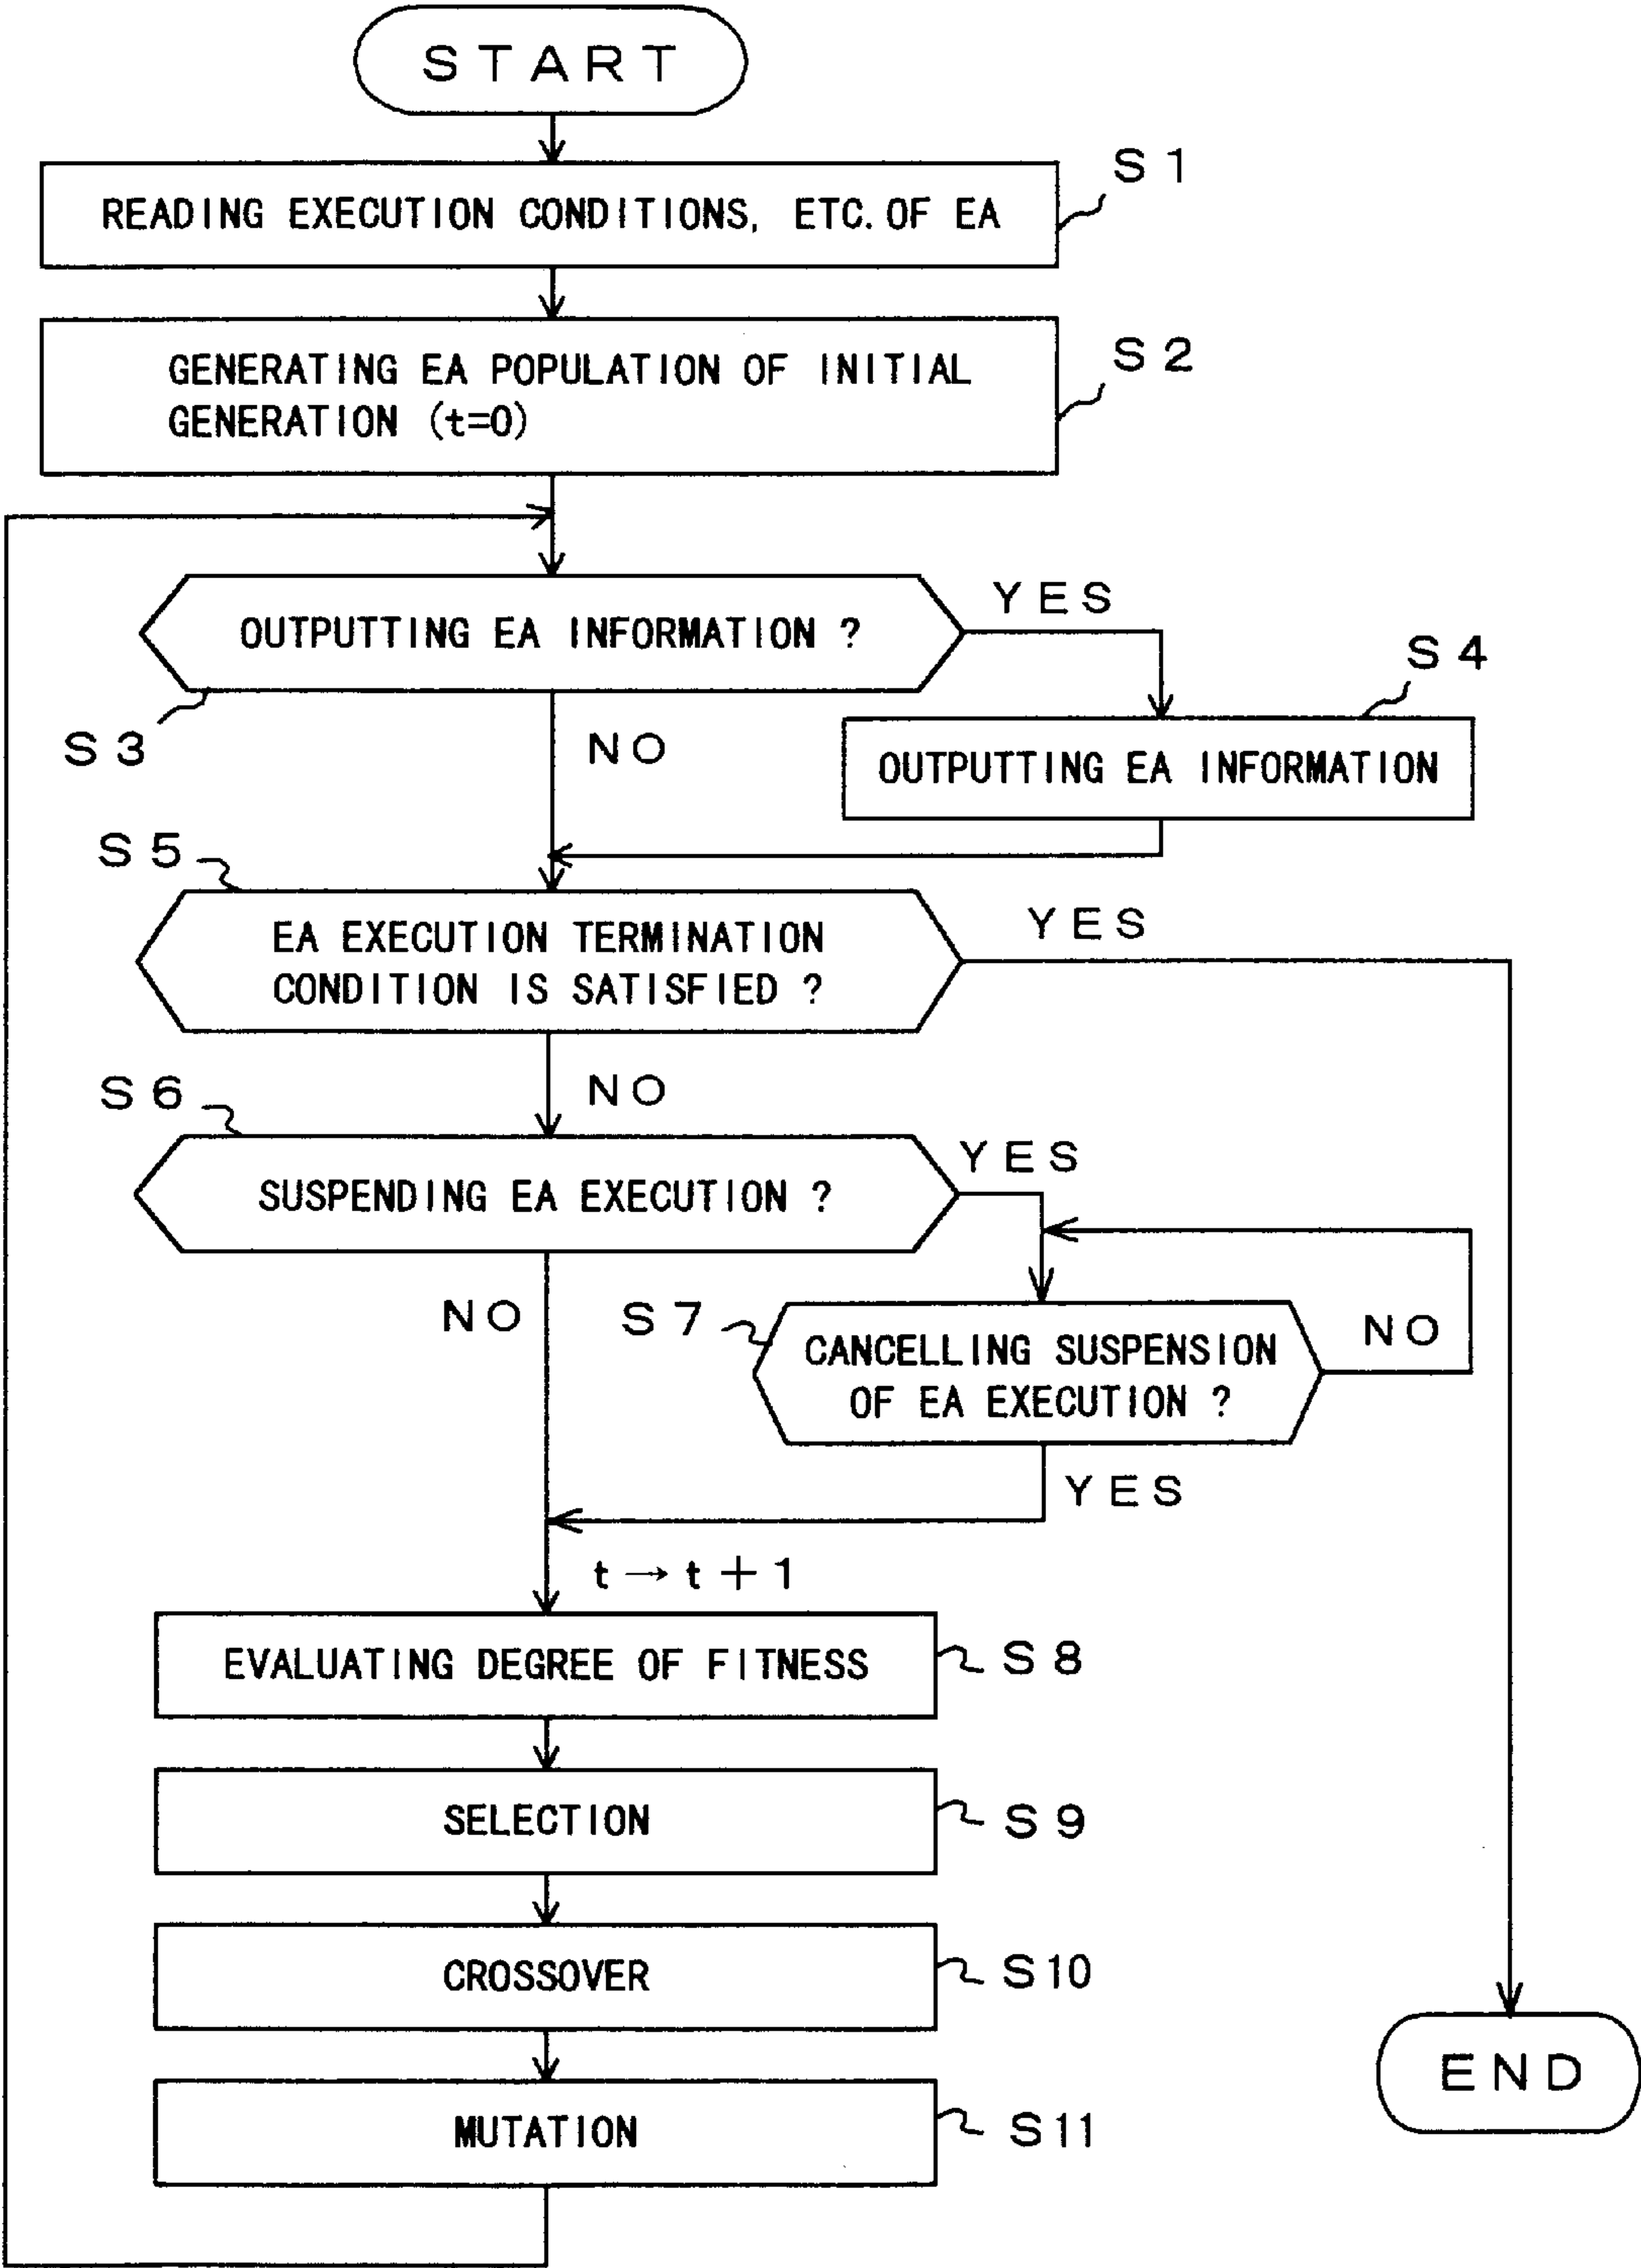 START
S1
READING EXECUTION CONDITIONS, ETC. OF EA
S2
GENERATING EA POPULATION OF INITIAL
GENERATION (t=0)
YES
OUTPUTTING EA INFORMATION ?
S4
S3
NO
OUTPUTTING EA INFORMATION
S5
YES
EA EXECUTION TERMINATION
CONDITION IS SATISFIED ?
NO
S6
YES
SUSPENDING EA EXECUTION ?
NO
S7
NO
CANCELLING SUSPENSION
OF EA EXECUTION ?
YES
t→t+1
EVALUATING DEGREE OF FITNESS
S8
SELECTION
S9
CROSSOVER
S10
END
MUTATION
S11